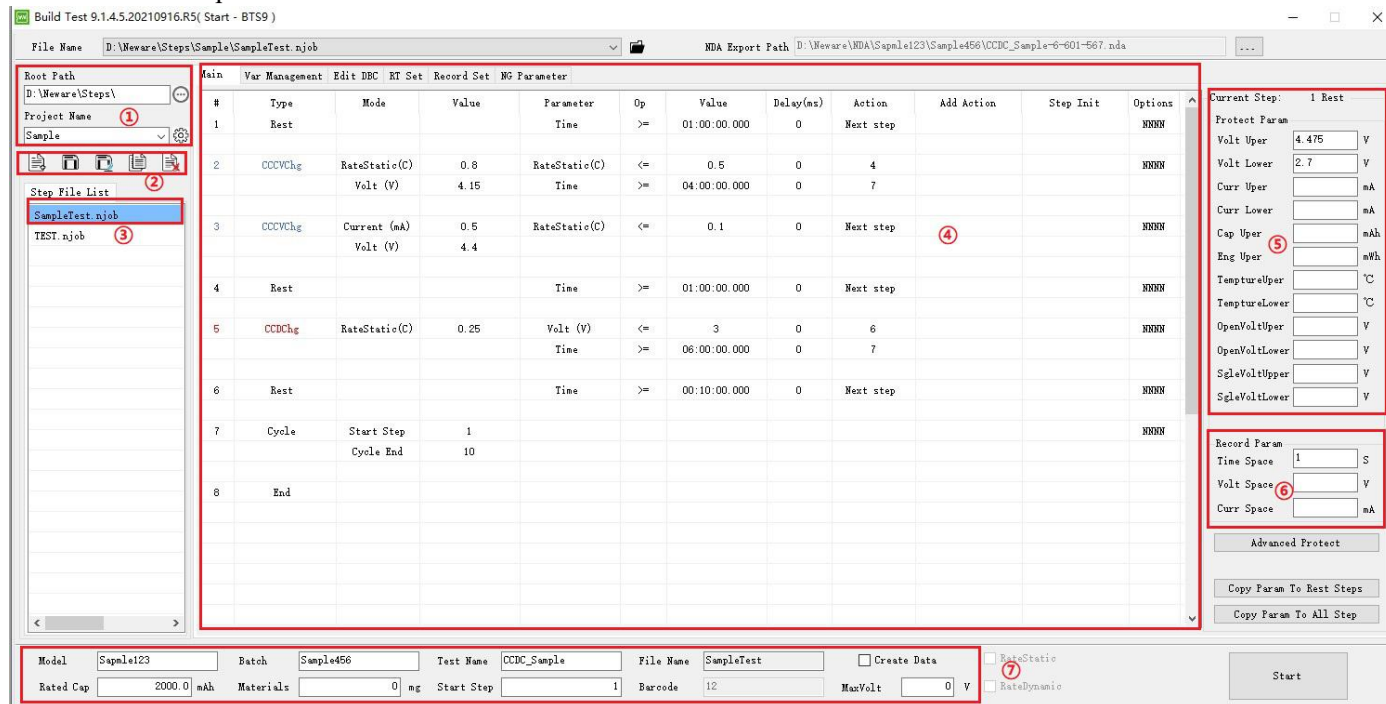 Build Test 9.1.4.5.20210916.R5( Start - BTS9 )
File Name D:\Neware\Steps\Sample\SampleTest.njob NDA Export Path D:\Neware\NDA\Sapmle123\Sample456\CCDC_Sample-6-601-567.nda ...
Root Path
D:\Neware\Steps\
Project Name ①
Sample
②
Step File List
SampleTest.njob
TEST.njob ③
Main Var Management Edit DBC RT Set Record Set NG Parameter
# Type Mode Value Parameter Op Value Delay(ms) Action Add Action Step Init Options
1 Rest Time >= 01:00:00.000 0 Next step NNNN
2 CCCVChg RateStatic(C) 0.8 RateStatic(C) <= 0.5 0 4 NNNN
Volt (V) 4.15 Time >= 04:00:00.000 0 7
3 CCCVChg Current (mA) 0.5 RateStatic(C) <= 0.1 0 Next step ④ NNNN
Volt (V) 4.4
4 Rest Time >= 01:00:00.000 0 Next step NNNN
5 CCDChg RateStatic(C) 0.25 Volt (V) <= 3 0 6 NNNN
Time >= 06:00:00.000 0 7
6 Rest Time >= 00:10:00.000 0 Next step NNNN
7 Cycle Start Step 1 NNNN
Cycle End 10
8 End
Current Step: 1 Rest
Protect Param
Volt Uper 4.475 V
Volt Lower 2.7 V
Curr Uper mA
Curr Lower mA
Cap Uper mAh
⑤
Eng Uper mWh
TemptureUper ℃
TemptureLower ℃
OpenVoltUper V
OpenVoltLower V
SgleVoltUpper V
SgleVoltLower V
Record Param
Time Space 1 S
Volt Space V
⑥
Curr Space mA
Advanced Protect
Copy Param To Rest Steps
Copy Param To All Step
Model Sapmle123 Batch Sample456 Test Name CCDC_Sample File Name SampleTest Create Data RateStatic
⑦
Rated Cap 2000.0 mAh Materials 0 mg Start Step 1 Barcode 12 MaxVolt 0 V RateDynamic
Start